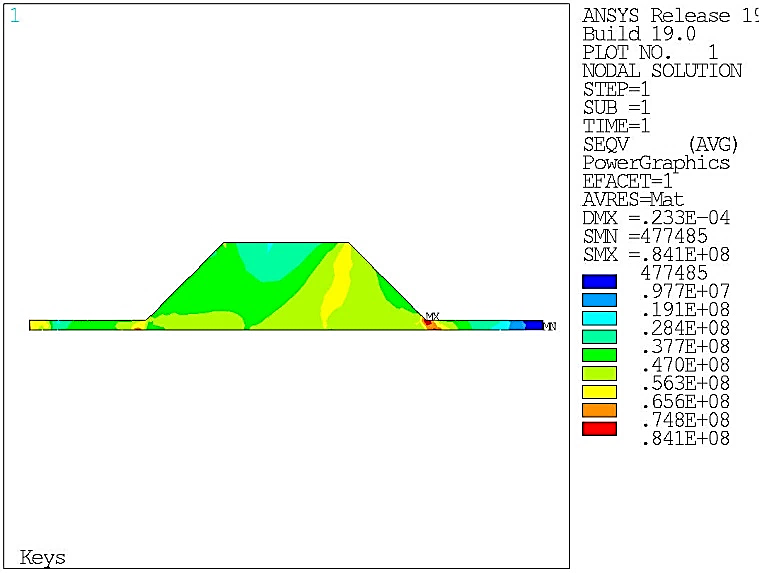 1
ANSYS Release 19
Build 19.0
PLOT NO. 1
NODAL SOLUTION
STEP=1
SUB =1
TIME=1
SEQV (AVG)
PowerGraphics
EFACET=1
AVRES=Mat
DMX =.233E-04
SMN =477485
SMX =.841E+08
477485
.977E+07
.191E+08
.284E+08
.377E+08
.470E+08
.563E+08
.656E+08
.748E+08
.841E+08
MX
MN
Keys